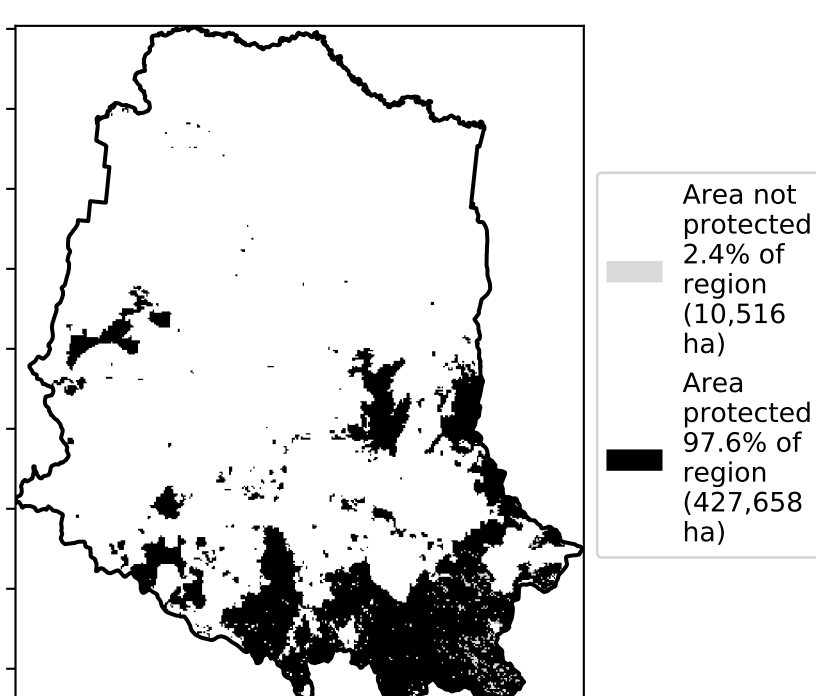 Area not
protected
2.4% of
region
(10,516
ha)
Area
protected
97.6% of
region
(427,658
ha)